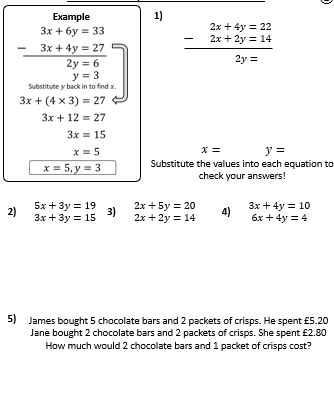 Example
3x + 6y = 33
− 3x + 4y = 27
2y = 6
y = 3
Substitute y back in to find x.
3x + (4 × 3) = 27
3x + 12 = 27
3x = 15
x = 5
x = 5, y = 3
1)
2x + 4y = 22
− 2x + 2y = 14
2y =
x = y =
Substitute the values into each equation to
check your answers!
2) 5x + 3y = 19
3x + 3y = 15
3) 2x + 5y = 20
2x + 2y = 14
4) 3x + 4y = 10
6x + 4y = 4
5) James bought 5 chocolate bars and 2 packets of crisps. He spent £5.20
Jane bought 2 chocolate bars and 2 packets of crisps. She spent £2.80
How much would 2 chocolate bars and 1 packet of crisps cost?